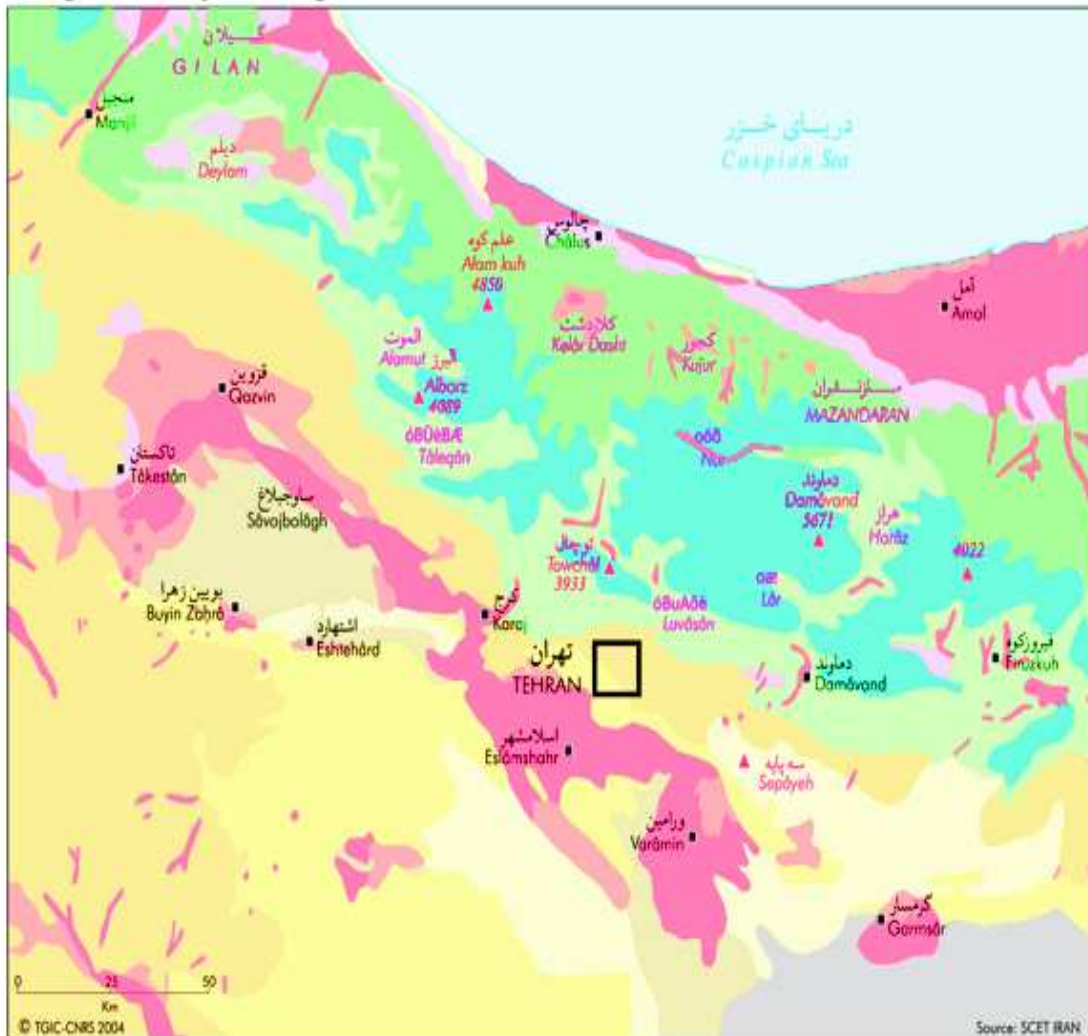 گیلان
GILAN
منجیل
Manjil
دیلم
Deylam
دریای خزر
Caspian Sea
چالوس
Châlus
علم کوه
Alam kuh
4850
آمل
Amol
کلاردشت
Kelâr Dasht
کجور
Kujur
الموت
Alamut
البرز
Alborz
4089
قزوین
Qazvin
مازندران
MAZANDARAN
óBÛèBÆ
Tâleqân
Nur
تاکستان
Tâkestân
ساوجبلاغ
Sâvojbolâgh
دماوند
Damâvand
5671
هراز
Harâz
4022
توچال
Towchâl
3933
Lâr
óBuAõê
Lavâsân
بویین زهرا
Buyin Zahrâ
اشتهارد
Eshtehârd
کرج
Karaj
تهران
TEHRAN
دماوند
Damâvand
فیروزکوه
Firuzkuh
اسلامشهر
Eslâmshahr
سه پایه
Sepâyeh
ورامین
Varâmin
گرمسار
Garmsâr
0 25 50
Km
© TGIC-CNRS 2004
Source: SCET IRAN